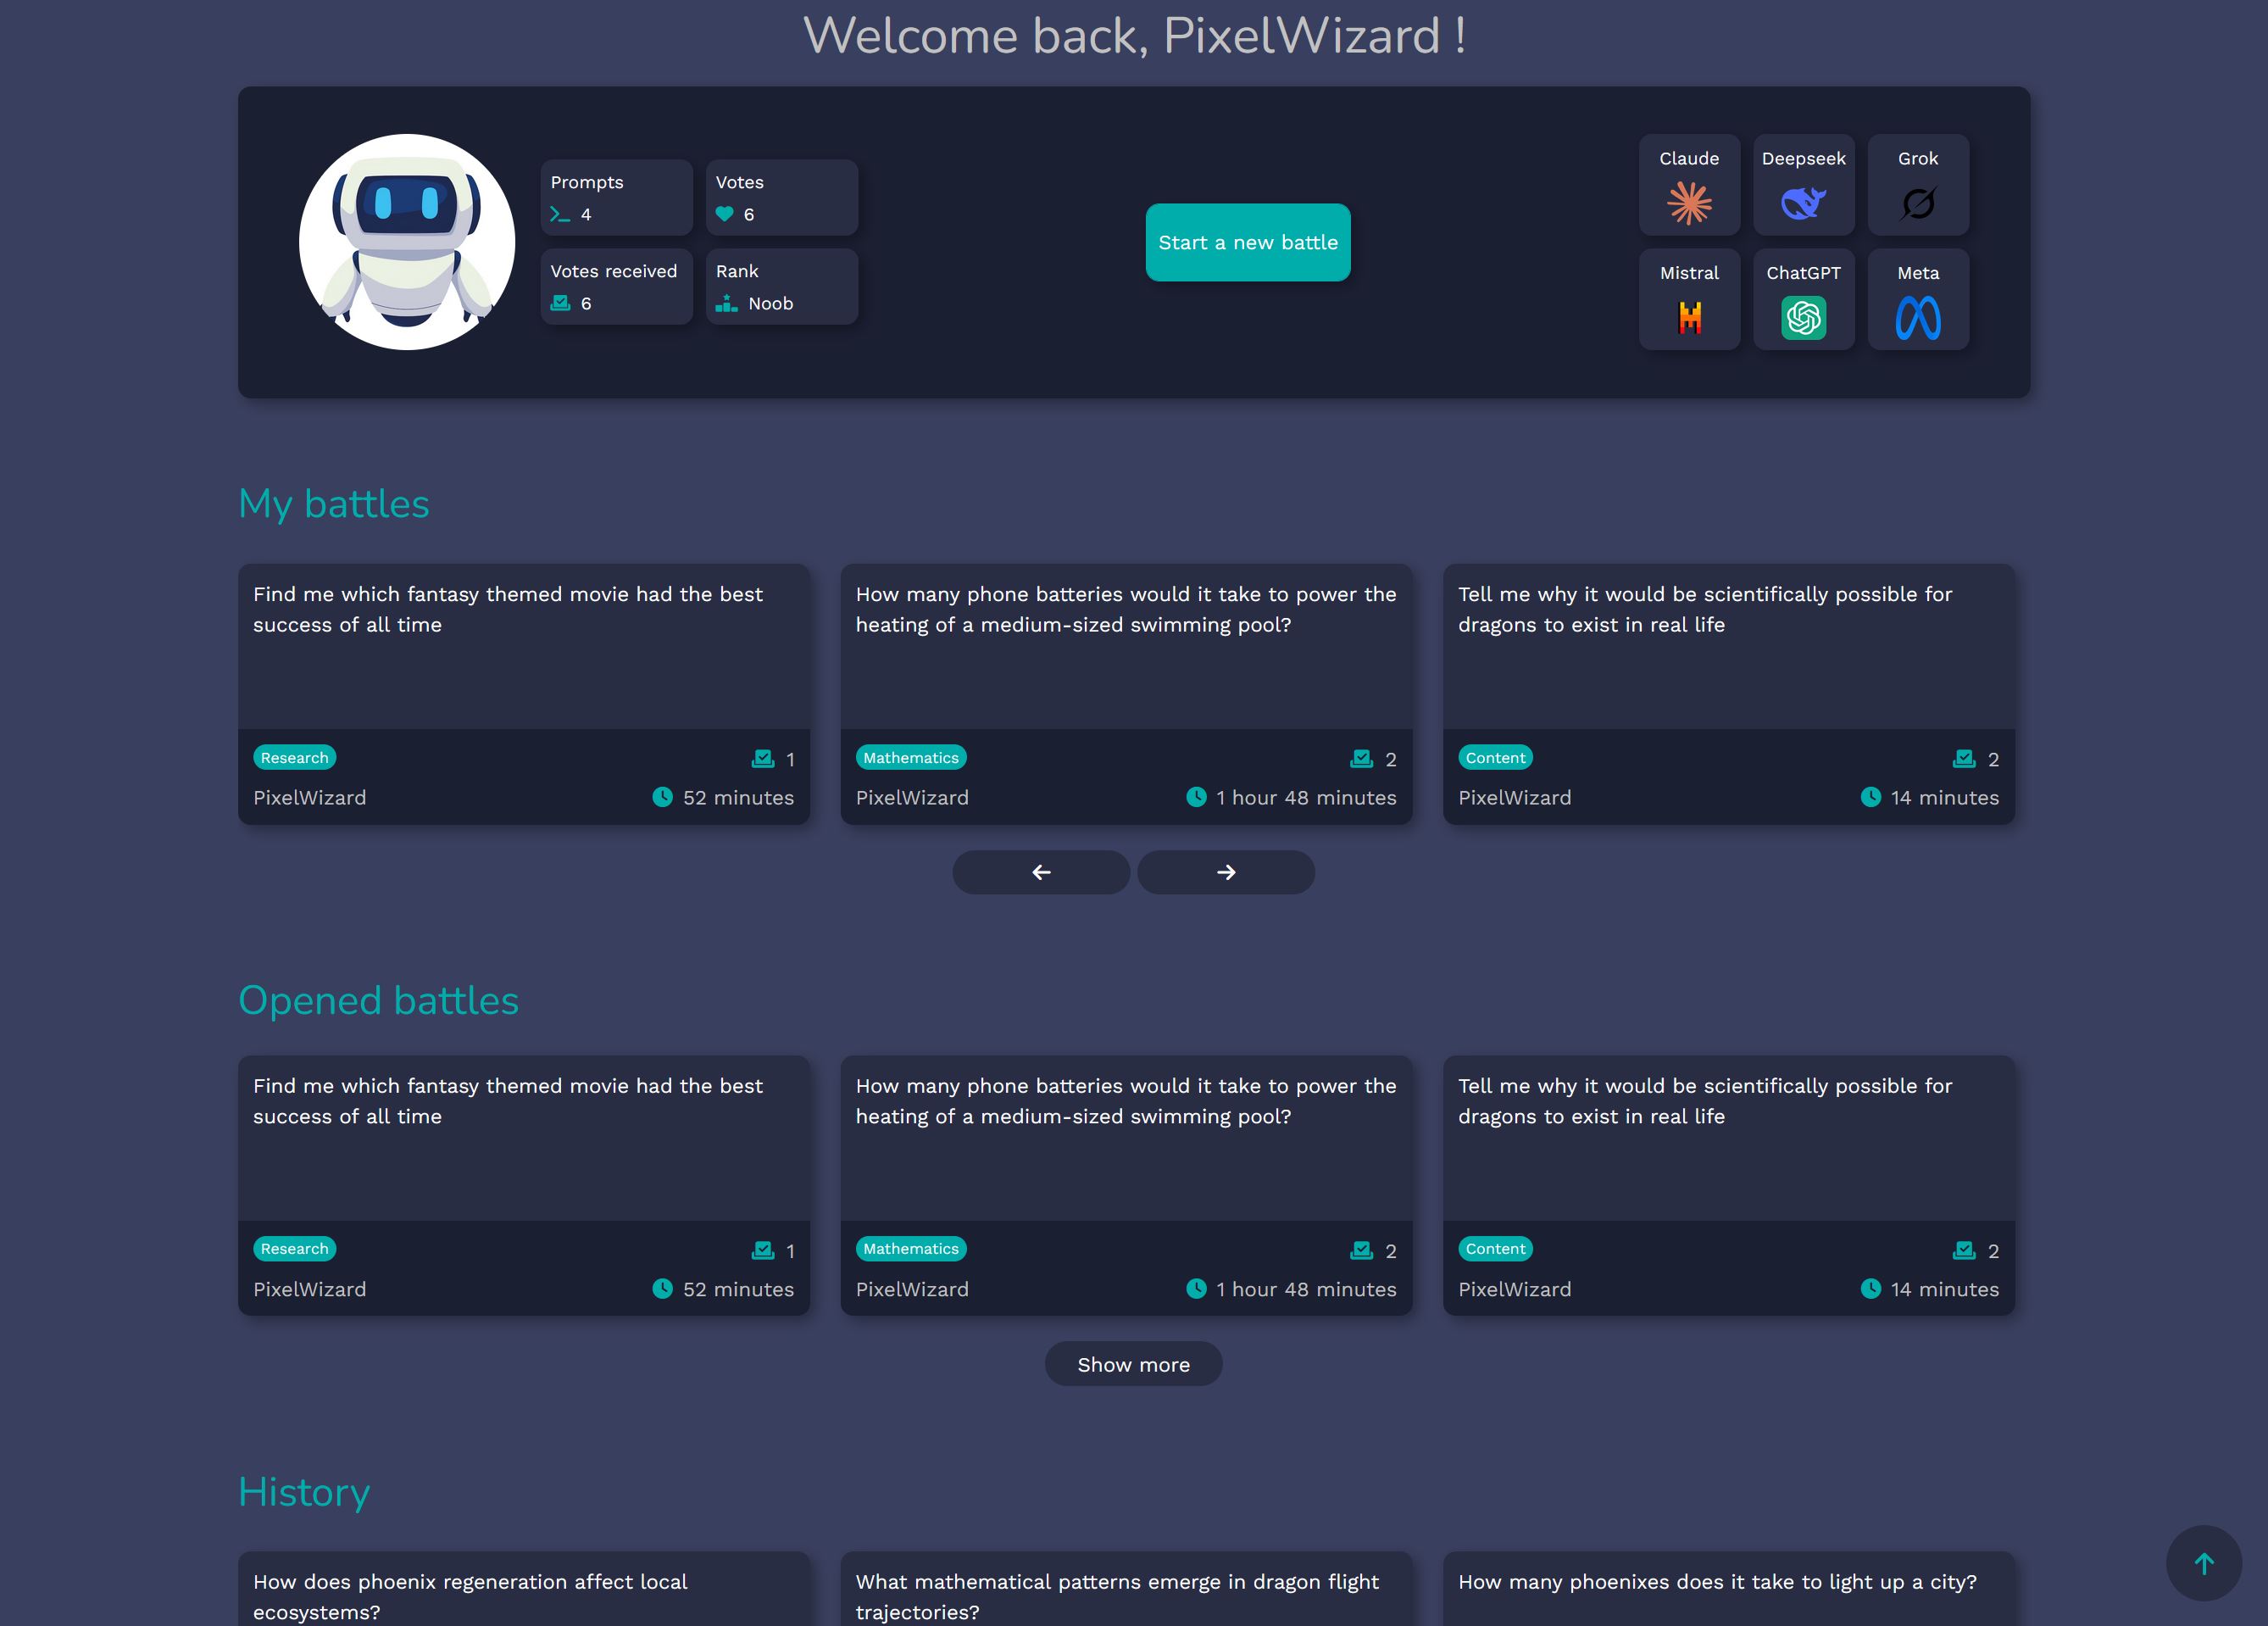 Welcome back, PixelWizard !
Prompts
4
Votes
6
Votes received
6
Rank
Noob
Start a new battle
Claude
Deepseek
Grok
Mistral
ChatGPT
Meta
My battles
Find me which fantasy themed movie had the best
success of all time
Research
1
PixelWizard
52 minutes
How many phone batteries would it take to power the
heating of a medium-sized swimming pool?
Mathematics
2
PixelWizard
1 hour 48 minutes
Tell me why it would be scientifically possible for
dragons to exist in real life
Content
2
PixelWizard
14 minutes
Opened battles
Find me which fantasy themed movie had the best
success of all time
Research
1
PixelWizard
52 minutes
How many phone batteries would it take to power the
heating of a medium-sized swimming pool?
Mathematics
2
PixelWizard
1 hour 48 minutes
Tell me why it would be scientifically possible for
dragons to exist in real life
Content
2
PixelWizard
14 minutes
Show more
History
How does phoenix regeneration affect local
ecosystems?
What mathematical patterns emerge in dragon flight
trajectories?
How many phoenixes does it take to light up a city?